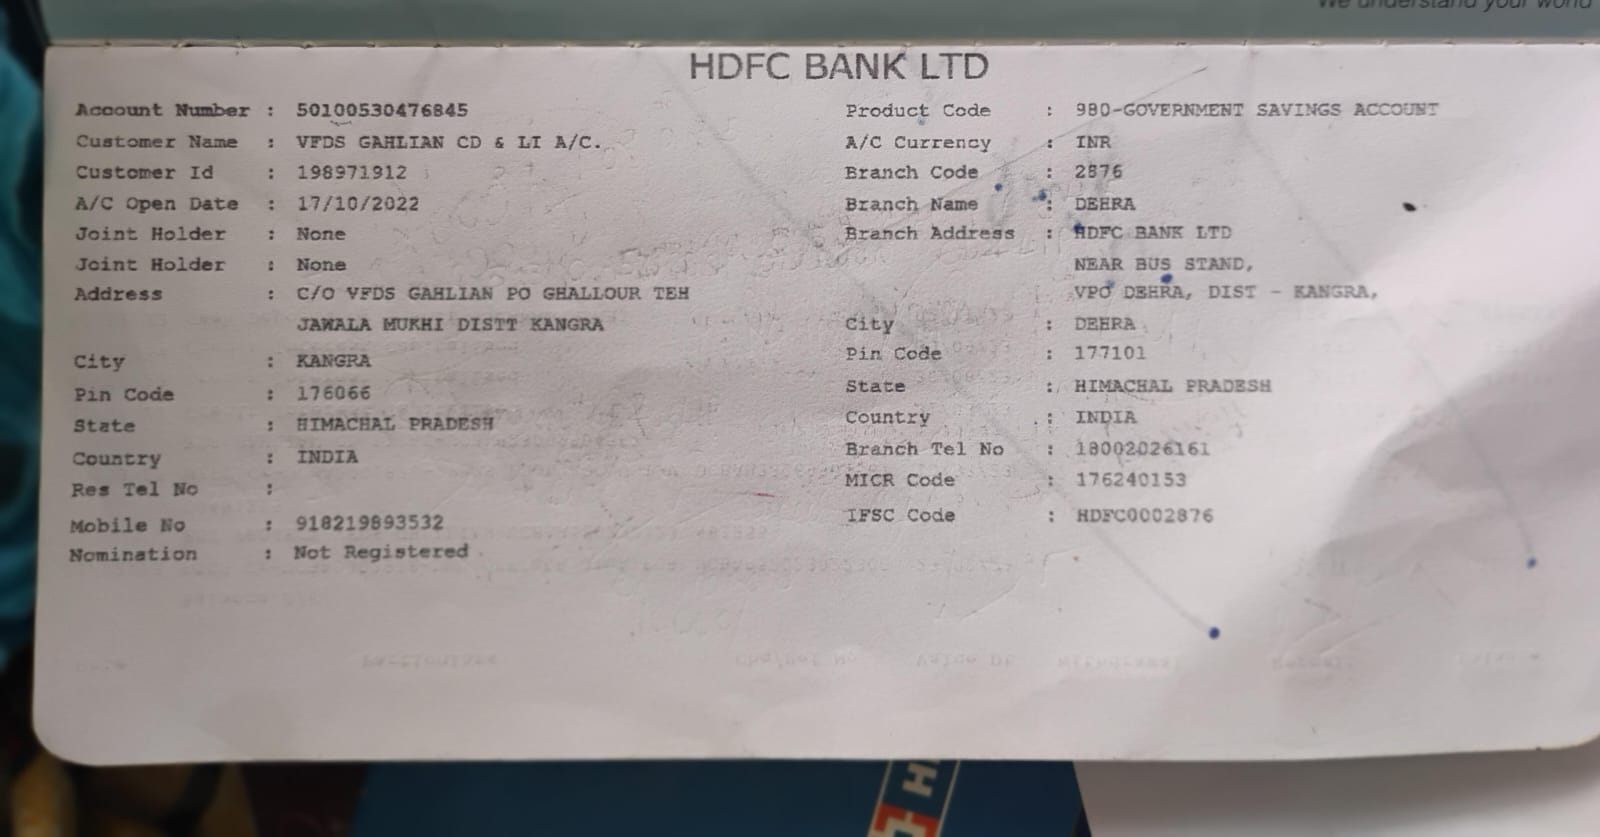 We understand your world
HDFC BANK LTD
Account Number : 50100530476845
Customer Name : VFDS GAHLIAN CD & LI A/C.
Customer Id : 198971912
A/C Open Date : 17/10/2022
Joint Holder : None
Joint Holder : None
Address : C/O VFDS GAHLIAN PO GHALLOUR TEH
JAWALA MUKHI DISTT KANGRA
City : KANGRA
Pin Code : 176066
State : HIMACHAL PRADESH
Country : INDIA
Res Tel No :
Mobile No : 918219893532
Nomination : Not Registered
Product Code : 980-GOVERNMENT SAVINGS ACCOUNT
A/C Currency : INR
Branch Code : 2876
Branch Name : DEHRA
Branch Address : HDFC BANK LTD
NEAR BUS STAND,
VPO DEHRA, DIST - KANGRA,
City : DEHRA
Pin Code : 177101
State : HIMACHAL PRADESH
Country : INDIA
Branch Tel No : 18002026161
MICR Code : 176240153
IFSC Code : HDFC0002876